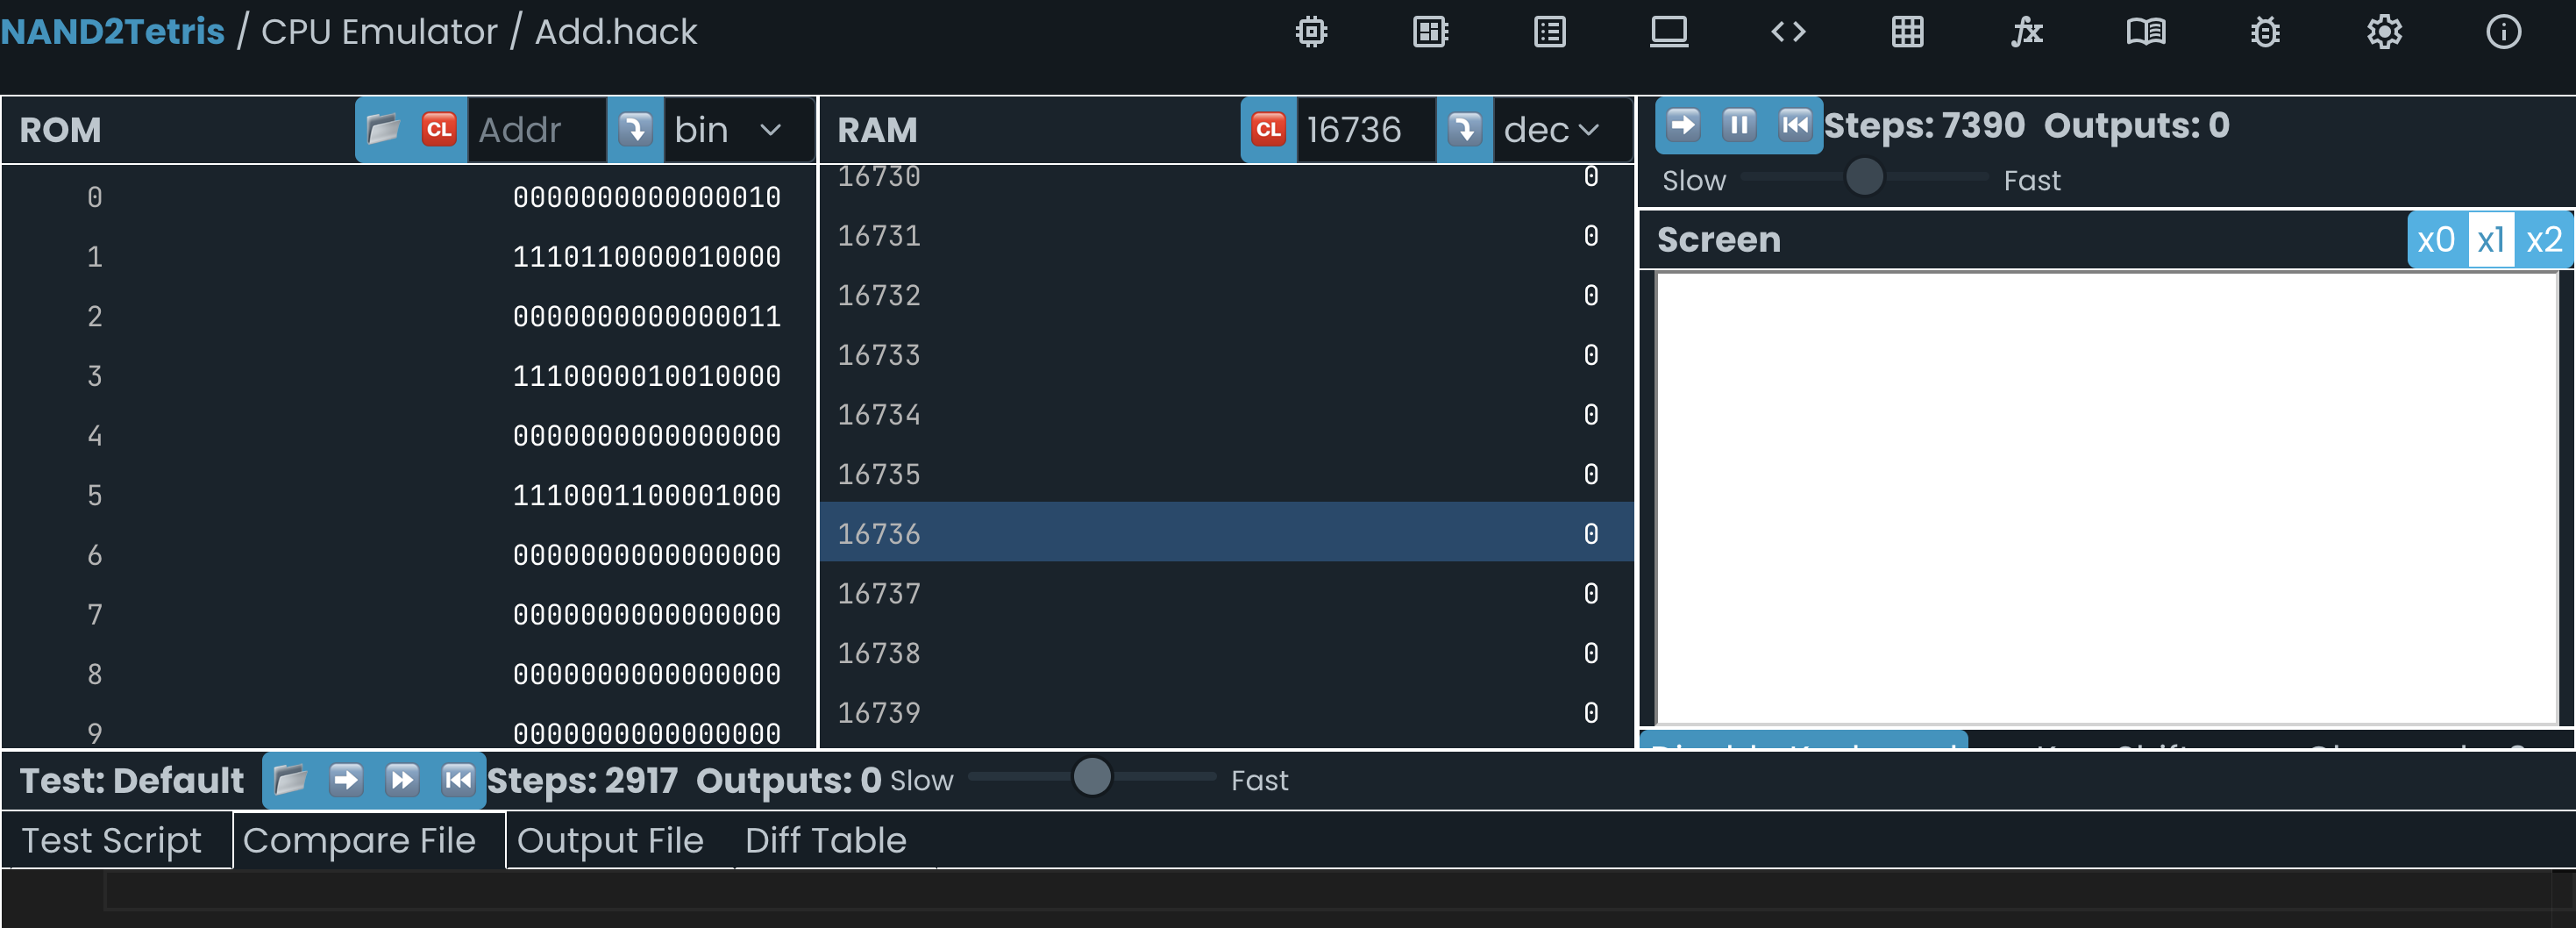 NAND2Tetris / CPU Emulator / Add.hack
ROM CL Addr bin
0 0000000000000010
1 1110110000010000
2 0000000000000011
3 1110000010010000
4 0000000000000000
5 1110001100001000
6 0000000000000000
7 0000000000000000
8 0000000000000000
9 0000000000000000
RAM CL 16736 dec
16730 0
16731 0
16732 0
16733 0
16734 0
16735 0
16736 0
16737 0
16738 0
16739 0
Steps: 7390 Outputs: 0
Slow Fast
Screen x0 x1 x2
Test: Default Steps: 2917 Outputs: 0 Slow Fast
Test Script Compare File Output File Diff Table